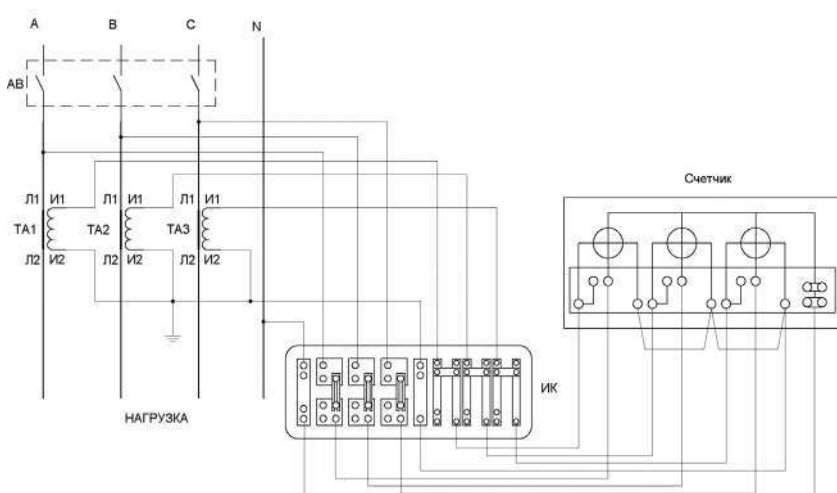 A B C N
АВ
Л1 И1 Л1 И1 Л1 И1
ТА1 ТА2 ТА3
Л2 И2 Л2 И2 Л2 И2
Счетчик
ИК
НАГРУЗКА